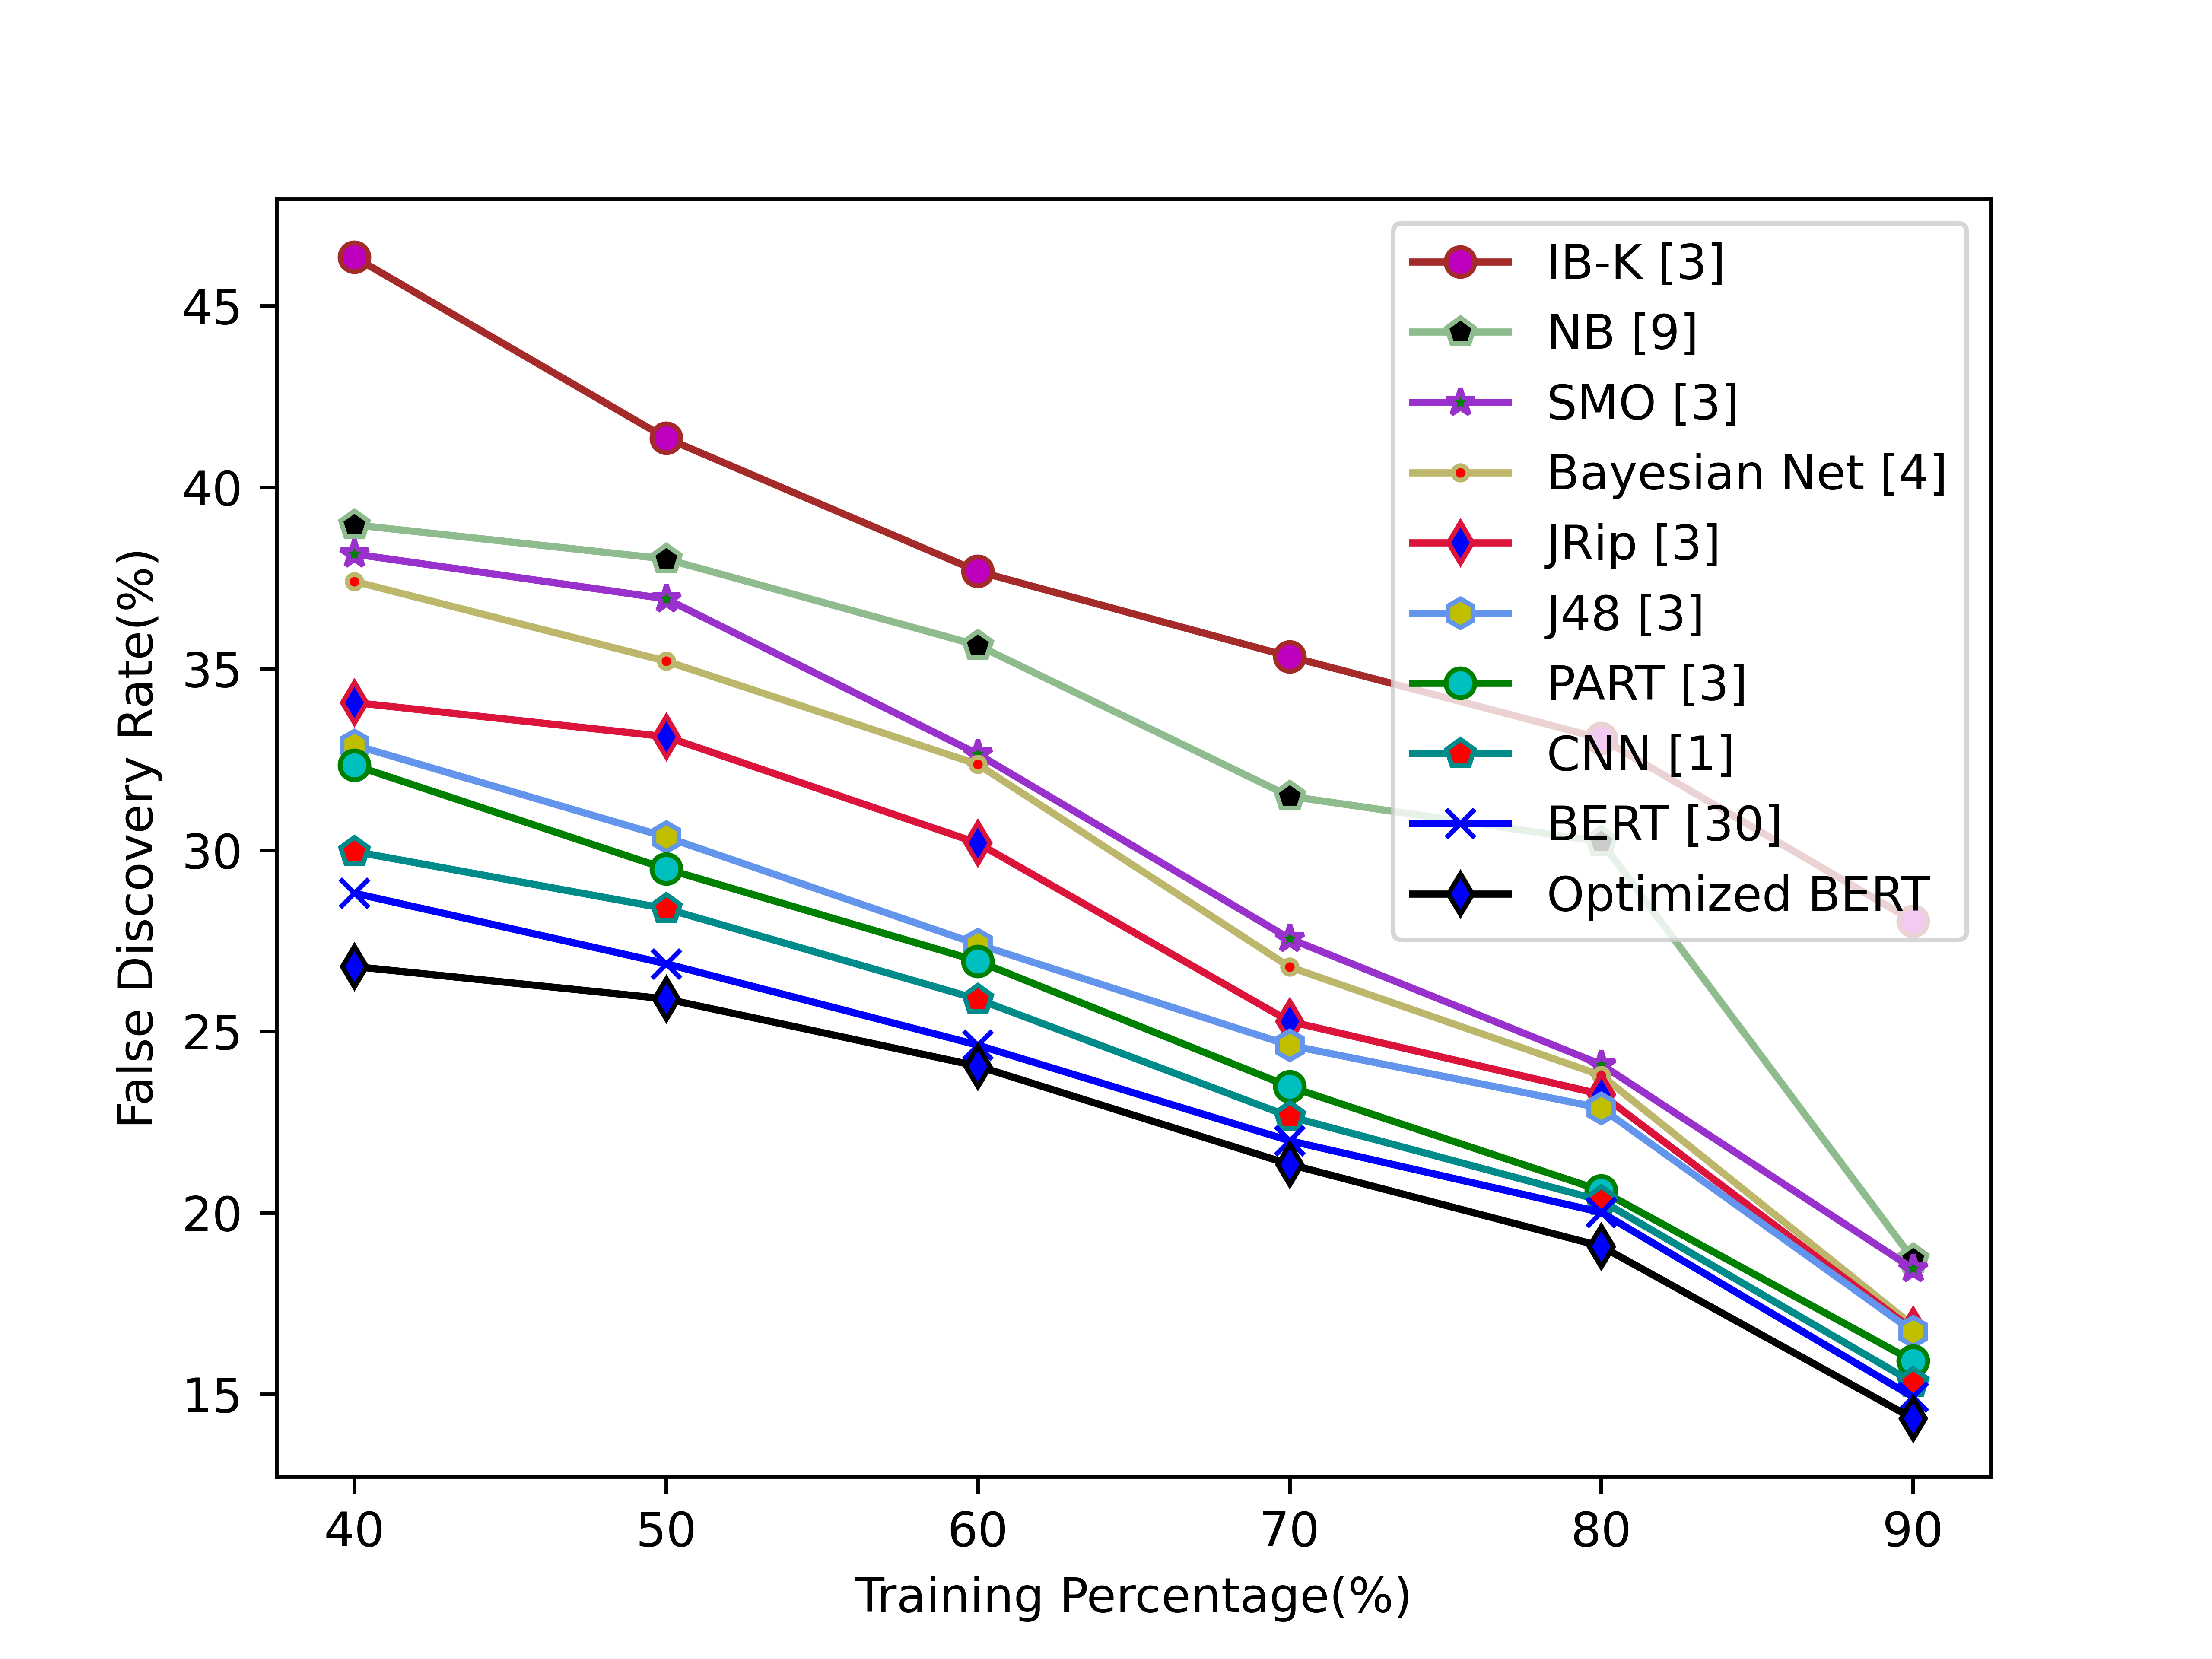 45
40
35
30
25
20
15
False Discovery Rate(%)
IB-K [3]
NB [9]
SMO [3]
Bayesian Net [4]
JRip [3]
J48 [3]
PART [3]
CNN [1]
BERT [30]
Optimized BERT
40 50 60 70 80 90
Training Percentage(%)